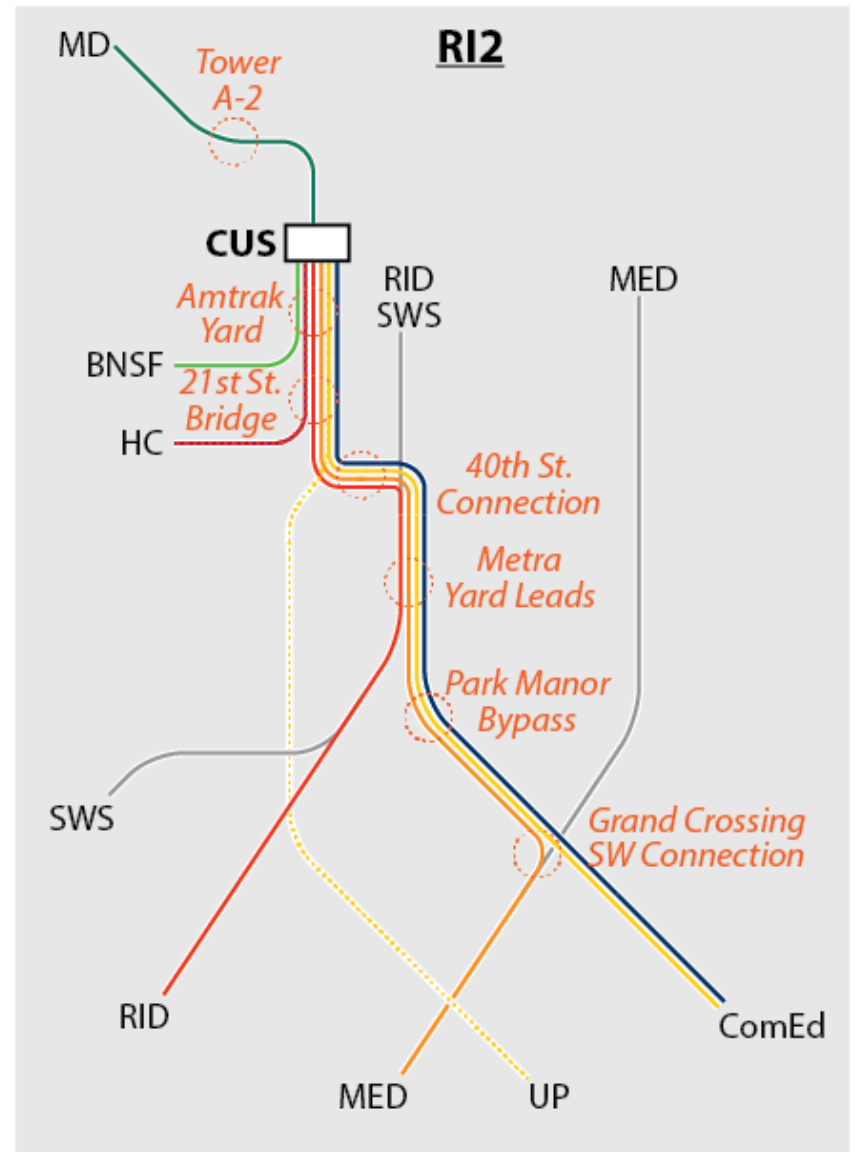 RI2
MD
Tower
A-2
CUS
RID
SWS
MED
Amtrak
Yard
BNSF
21st St.
Bridge
HC
40th St.
Connection
Metra
Yard Leads
Park Manor
Bypass
SWS
Grand Crossing
SW Connection
RID
ComEd
MED
UP